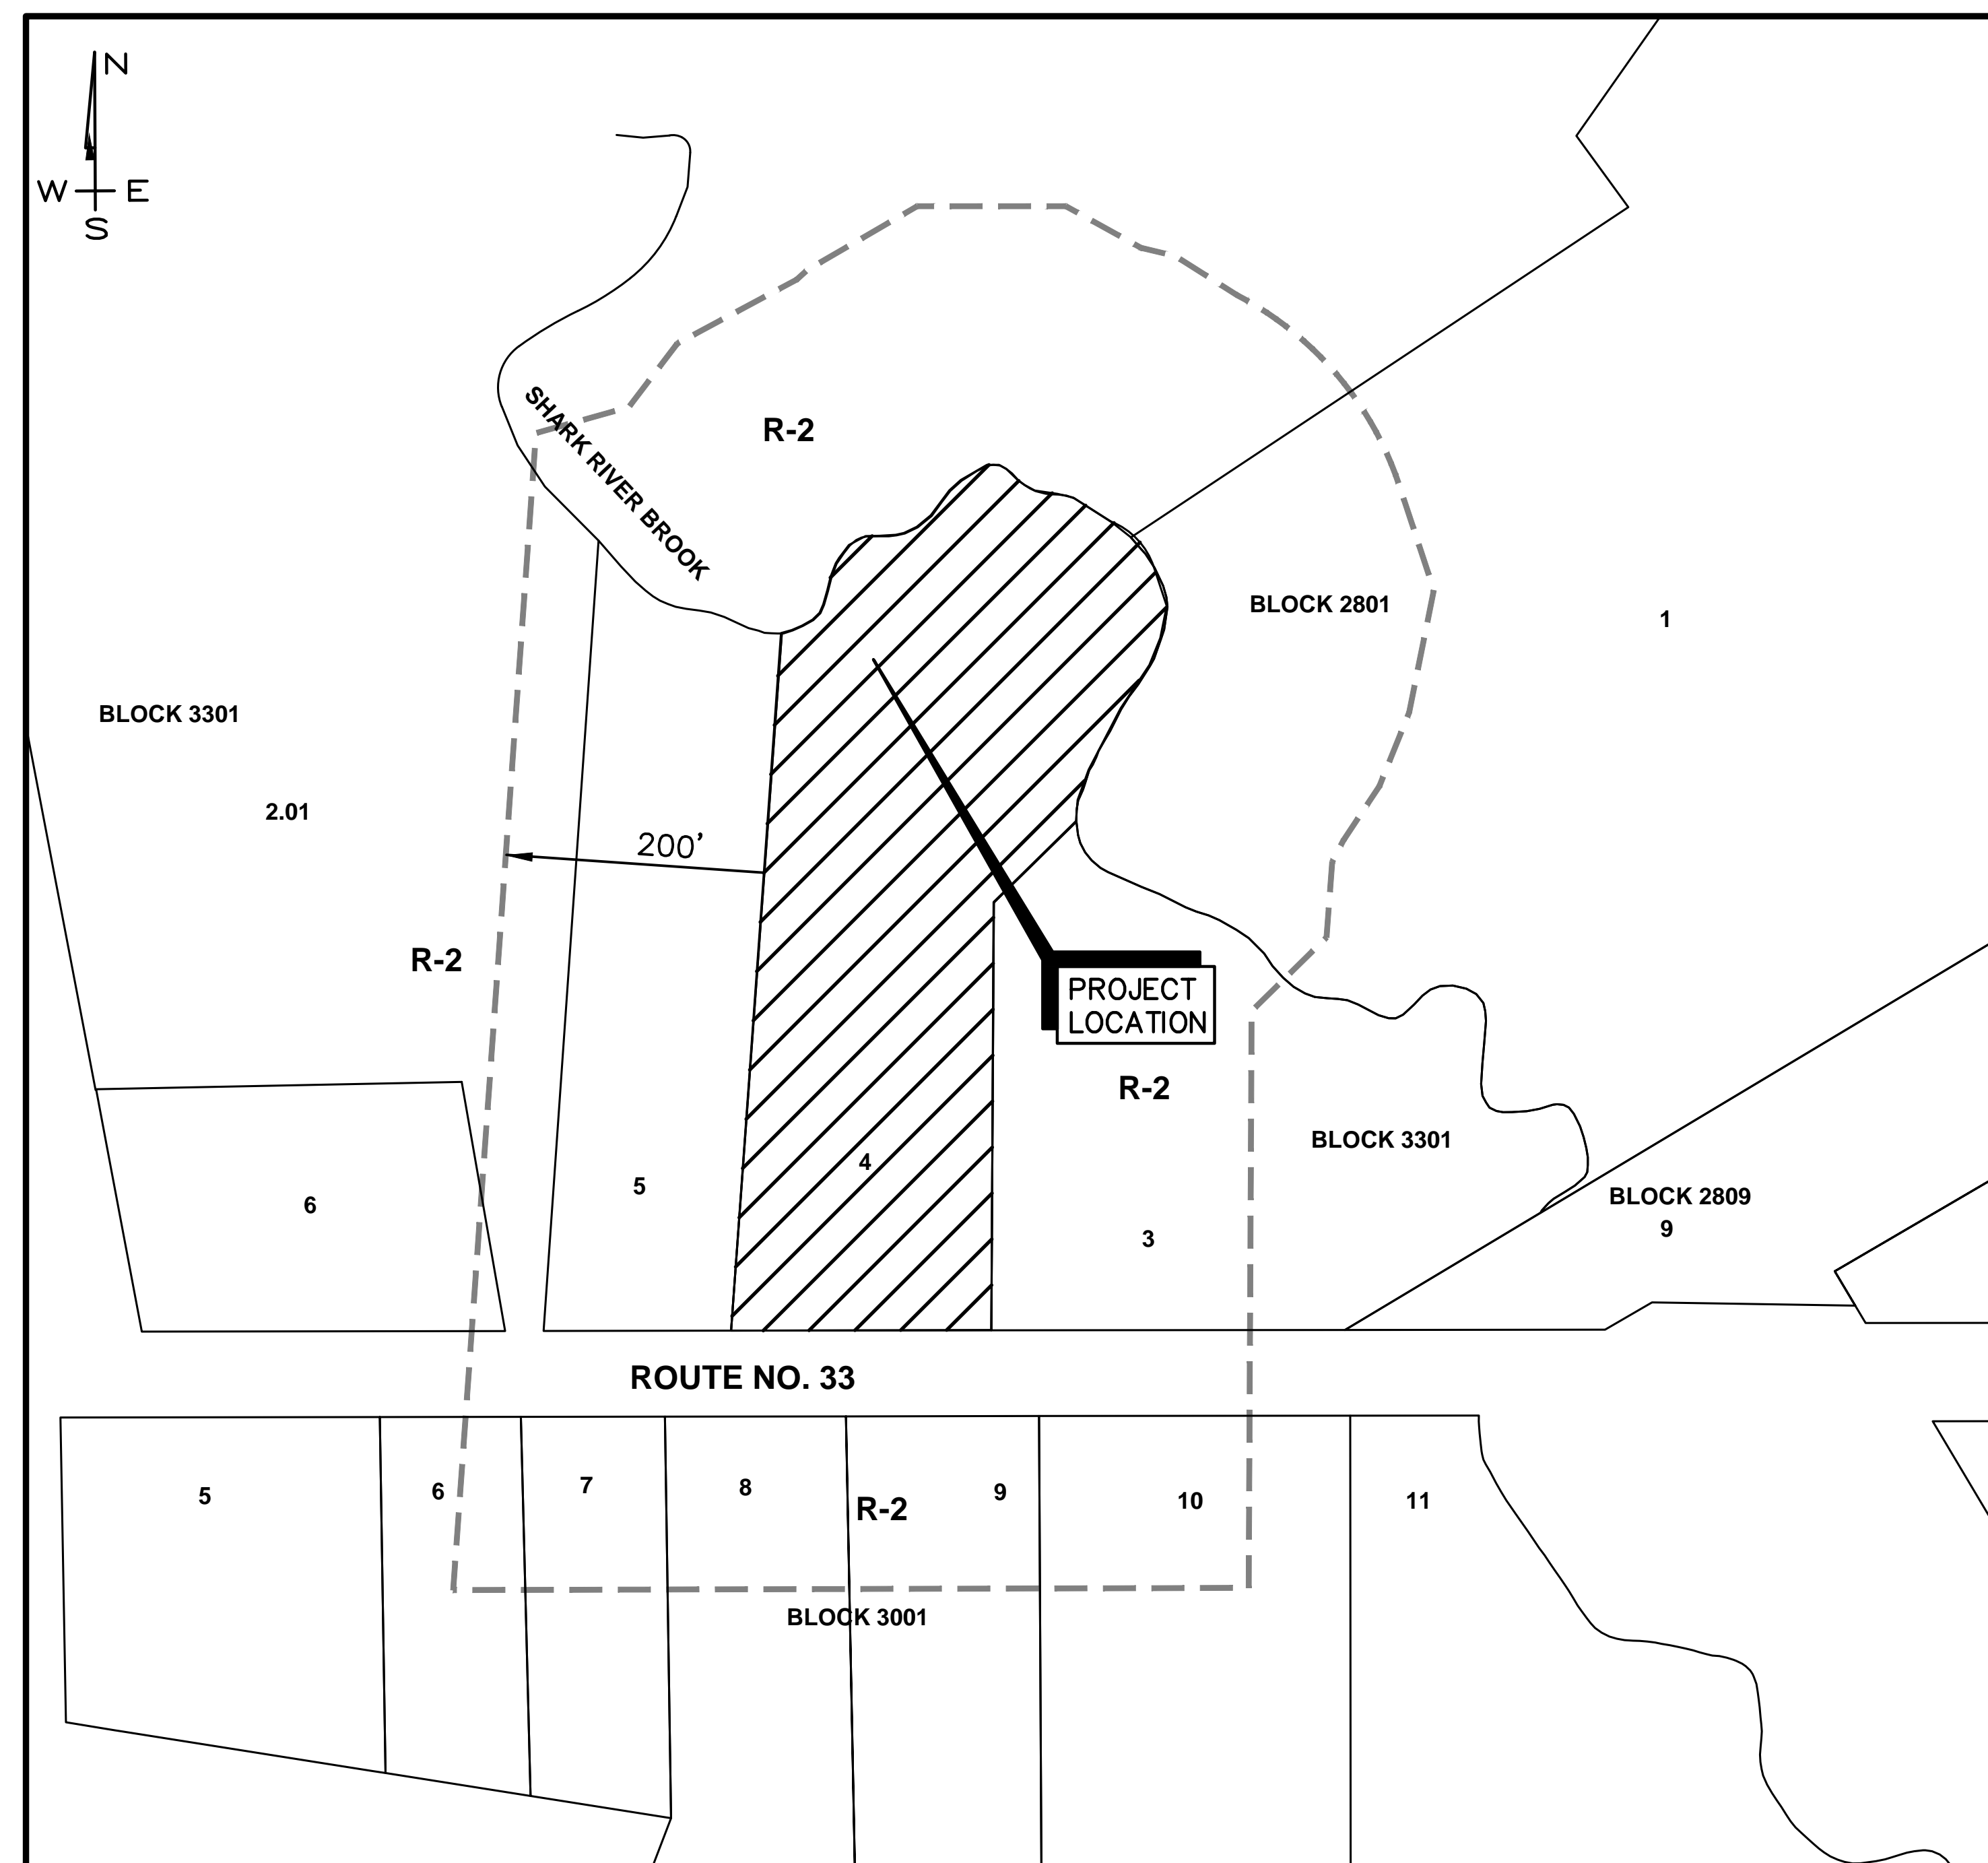 N
W E
S
SHARK RIVER BROOK
R-2
BLOCK 2801
1
BLOCK 3301
2.01
200'
R-2
PROJECT
LOCATION
R-2
BLOCK 3301
4
5
6
3
BLOCK 2809
9
ROUTE NO. 33
5
6
7
8
R-2
9
10
11
BLOCK 3001